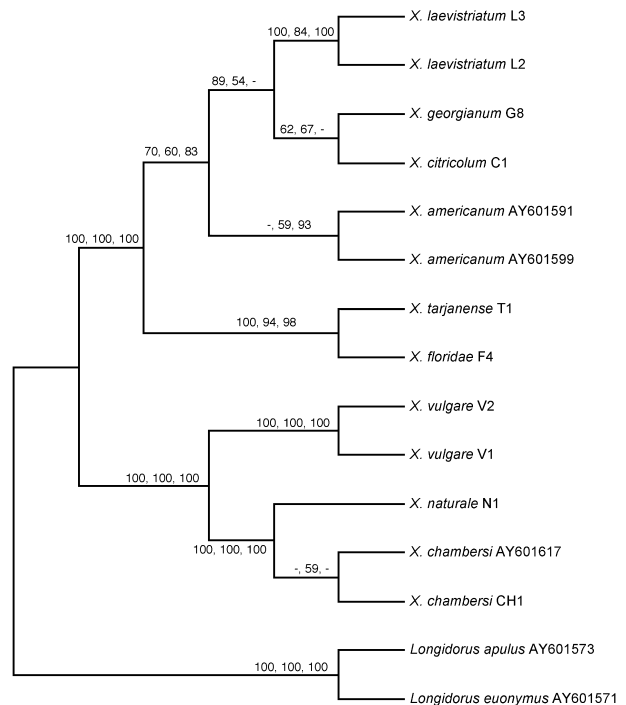 X. laevistriatum L3
100, 84, 100
X. laevistriatum L2
89, 54, -
X. georgianum G8
62, 67, -
70, 60, 83
X. citricolum C1
X. americanum AY601591
-, 59, 93
100, 100, 100
X. americanum AY601599
X. tarjanense T1
100, 94, 98
X. floridae F4
X. vulgare V2
100, 100, 100
X. vulgare V1
100, 100, 100
X. naturale N1
100, 100, 100
X. chambersi AY601617
-, 59, -
X. chambersi CH1
Longidorus apulus AY601573
100, 100, 100
Longidorus euonymus AY601571